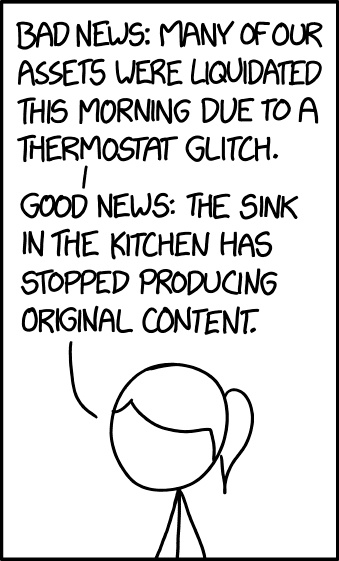 BAD NEWS: MANY OF OUR
ASSETS WERE LIQUIDATED
THIS MORNING DUE TO A
THERMOSTAT GLITCH.
GOOD NEWS: THE SINK
IN THE KITCHEN HAS
STOPPED PRODUCING
ORIGINAL CONTENT.